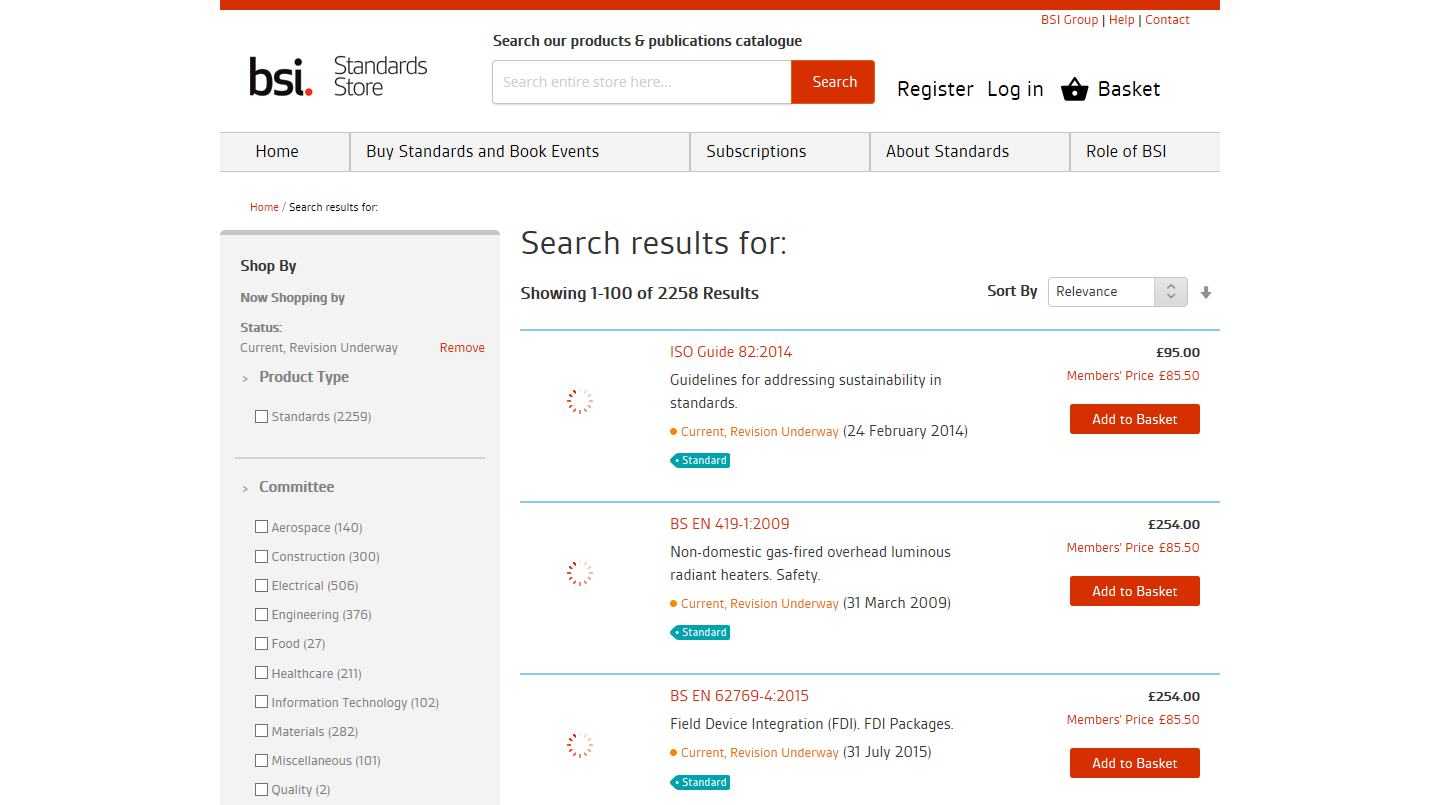 BSI Group | Help | Contact
Search our products & publications catalogue
bsi. Standards Store
Search entire store here...
Search
Register
Log in
Basket
Home
Buy Standards and Book Events
Subscriptions
About Standards
Role of BSI
Home / Search results for:
Shop By
Now Shopping by
Status:
Current, Revision Underway
Remove
> Product Type
Standards (2259)
> Committee
Aerospace (140)
Construction (300)
Electrical (506)
Engineering (376)
Food (27)
Healthcare (211)
Information Technology (102)
Materials (282)
Miscellaneous (101)
Quality (2)
Search results for:
Showing 1-100 of 2258 Results
Sort By
Relevance
ISO Guide 82:2014
Guidelines for addressing sustainability in
standards.
Current, Revision Underway (24 February 2014)
Standard
£95.00
Members' Price £85.50
Add to Basket
BS EN 419-1:2009
Non-domestic gas-fired overhead luminous
radiant heaters. Safety.
Current, Revision Underway (31 March 2009)
Standard
£254.00
Members' Price £85.50
Add to Basket
BS EN 62769-4:2015
Field Device Integration (FDI). FDI Packages.
Current, Revision Underway (31 July 2015)
Standard
£254.00
Members' Price £85.50
Add to Basket